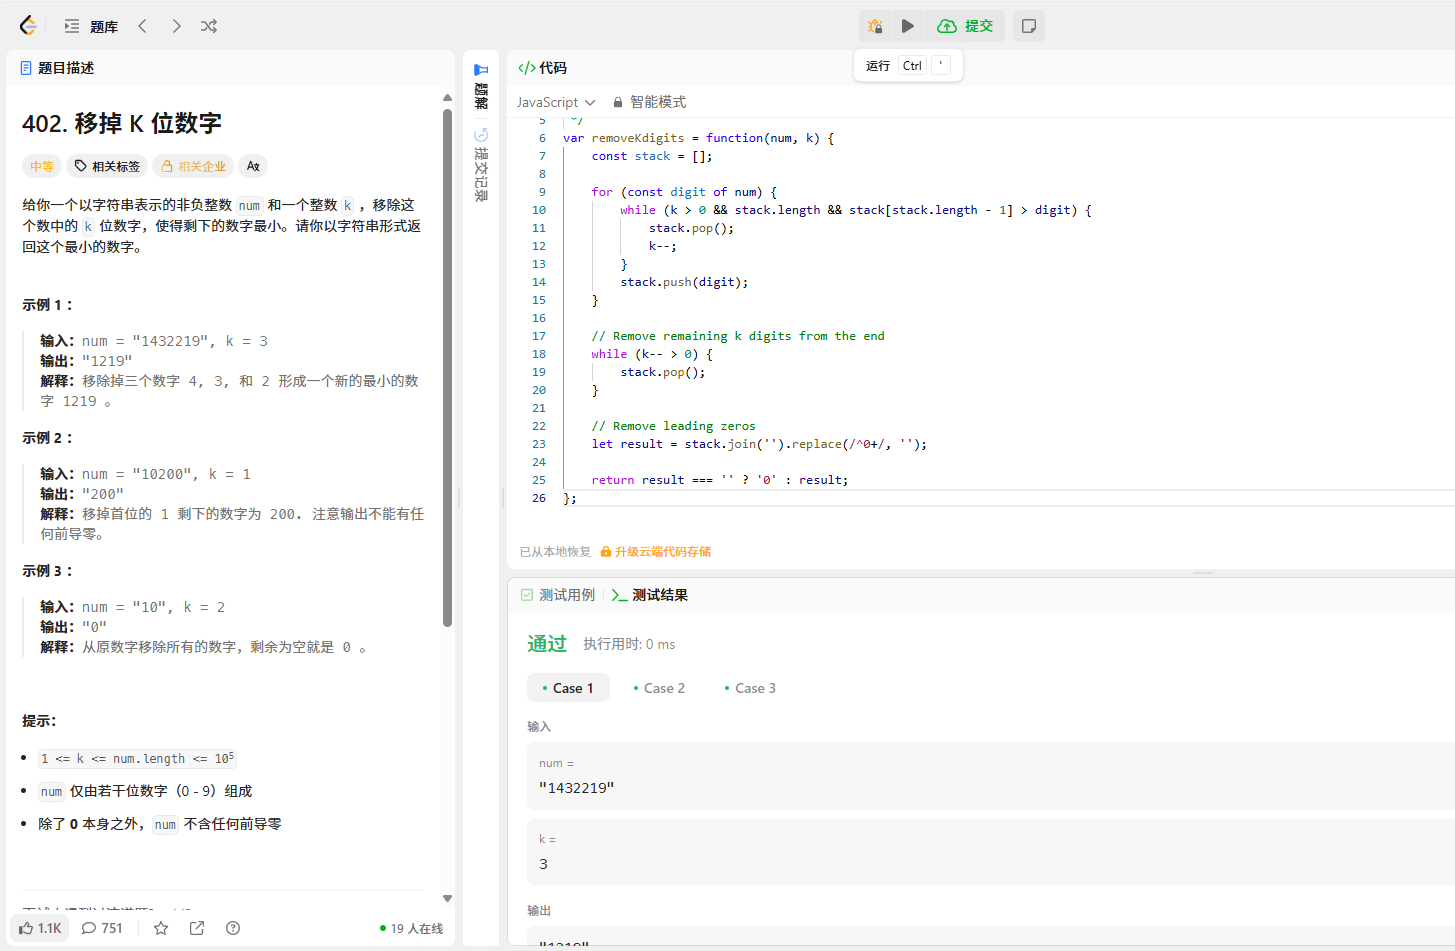 题库
提交
运行 Ctrl '
题目描述
402. 移掉 K 位数字
中等 相关标签 相关企业 Aあ
给你一个以字符串表示的非负整数 num 和一个整数 k ，移除这
个数中的 k 位数字，使得剩下的数字最小。请你以字符串形式返
回这个最小的数字。
示例 1 ：
输入：num = "1432219", k = 3
输出："1219"
解释：移除掉三个数字 4, 3, 和 2 形成一个新的最小的数
字 1219 。
示例 2 ：
输入：num = "10200", k = 1
输出："200"
解释：移掉首位的 1 剩下的数字为 200. 注意输出不能有任
何前导零。
示例 3 ：
输入：num = "10", k = 2
输出："0"
解释：从原数字移除所有的数字，剩余为空就是 0 。
提示：
1 <= k <= num.length <= 10⁵
num 仅由若干位数字（0 - 9）组成
除了 0 本身之外，num 不含任何前导零
1.1K 751 19 人在线
题解
提交记录
</> 代码
JavaScript 智能模式
5 */
6 var removeKdigits = function(num, k) {
7 const stack = [];
8
9 for (const digit of num) {
10 while (k > 0 && stack.length && stack[stack.length - 1] > digit) {
11 stack.pop();
12 k--;
13 }
14 stack.push(digit);
15 }
16
17 // Remove remaining k digits from the end
18 while (k-- > 0) {
19 stack.pop();
20 }
21
22 // Remove leading zeros
23 let result = stack.join('').replace(/^0+/, '');
24
25 return result === '' ? '0' : result;
26 };
已从本地恢复 升级云端代码存储
测试用例 >_ 测试结果
通过 执行用时: 0 ms
Case 1 Case 2 Case 3
输入
num =
"1432219"
k =
3
输出
"1219"